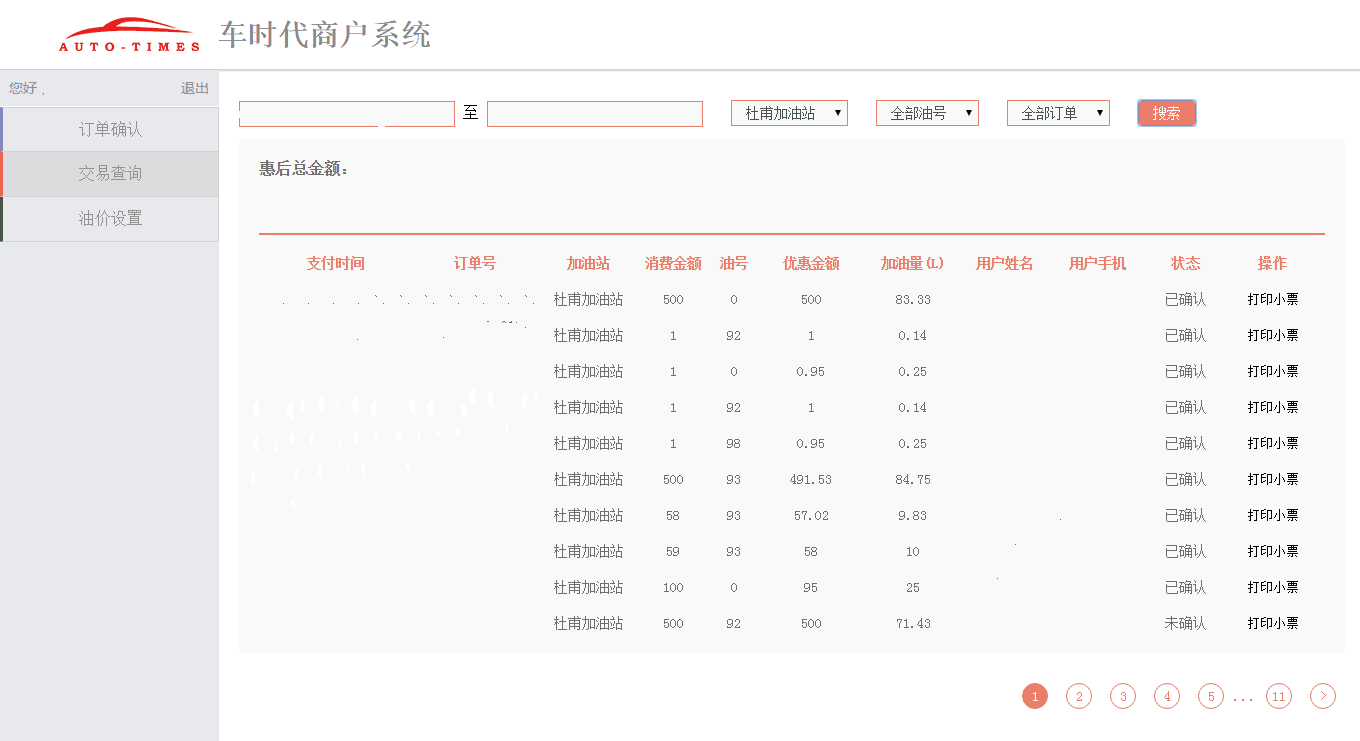 AUTO-TIMES 车时代商户系统
您好, 退出
订单确认
交易查询
油价设置
至 杜甫加油站 全部油号 全部订单 搜索
惠后总金额:
支付时间 订单号 加油站 消费金额 油号 优惠金额 加油量(L) 用户姓名 用户手机 状态 操作
杜甫加油站 500 0 500 83.33 已确认 打印小票
杜甫加油站 1 92 1 0.14 已确认 打印小票
杜甫加油站 1 0 0.95 0.25 已确认 打印小票
杜甫加油站 1 92 1 0.14 已确认 打印小票
杜甫加油站 1 98 0.95 0.25 已确认 打印小票
杜甫加油站 500 93 491.53 84.75 已确认 打印小票
杜甫加油站 58 93 57.02 9.83 已确认 打印小票
杜甫加油站 59 93 58 10 已确认 打印小票
杜甫加油站 100 0 95 25 已确认 打印小票
杜甫加油站 500 92 500 71.43 未确认 打印小票
1 2 3 4 5 ... 11 >